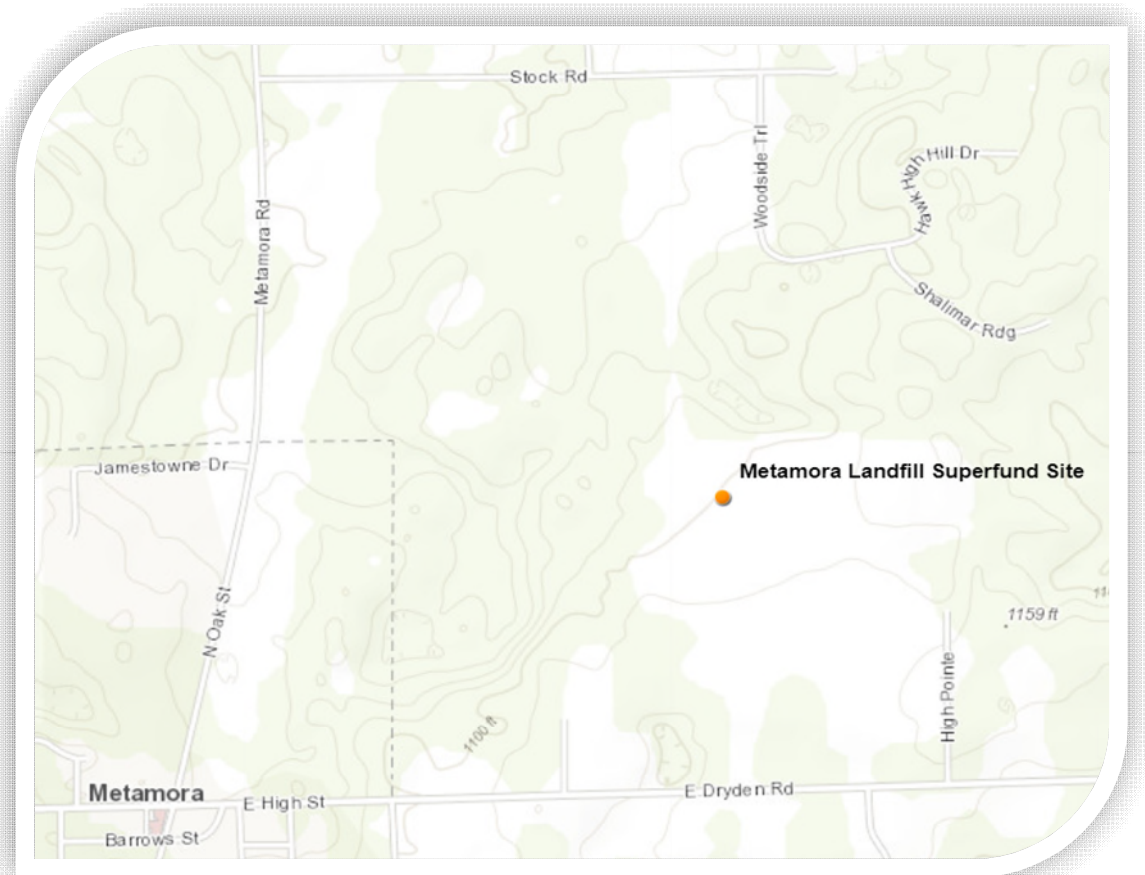 Stock Rd
Woodside Trl
Hawk High Hill Dr
Metamora Rd
Shalimar Rdg
Jamestowne Dr
Metamora Landfill Superfund Site
N Oak St
1159 ft
High Pointe
1100 ft
Metamora
E High St
E Dryden Rd
Barrows St